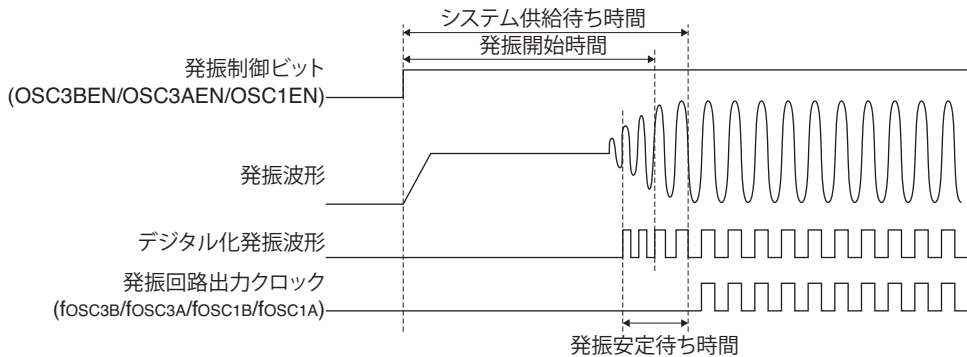 システム供給待ち時間
発振開始時間
発振制御ビット
(OSC3BEN/OSC3AEN/OSC1EN)
発振波形
デジタル化発振波形
発振回路出力クロック
(fOSC3B/fOSC3A/fOSC1B/fOSC1A)
発振安定待ち時間